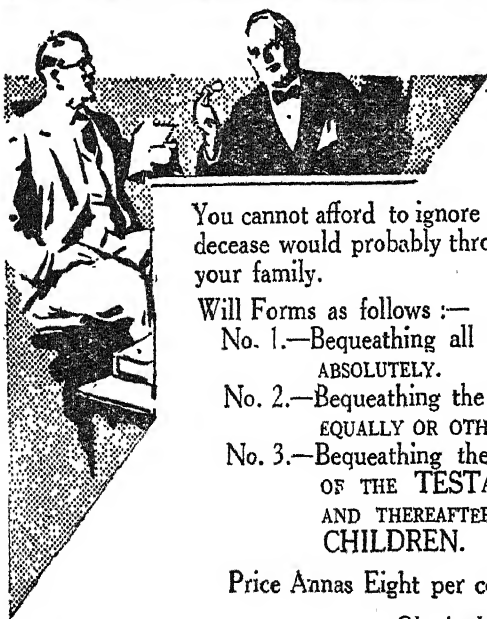 You cannot afford to ignore
decease would probably thro
your family.
Will Forms as follows :—
No. 1.—Bequeathing all
ABSOLUTELY.
No. 2.—Bequeathing the
EQUALLY OR OTH
No. 3.—Bequeathing the
OF THE TESTA
AND THEREAFTER
CHILDREN.
Price Annas Eight per c